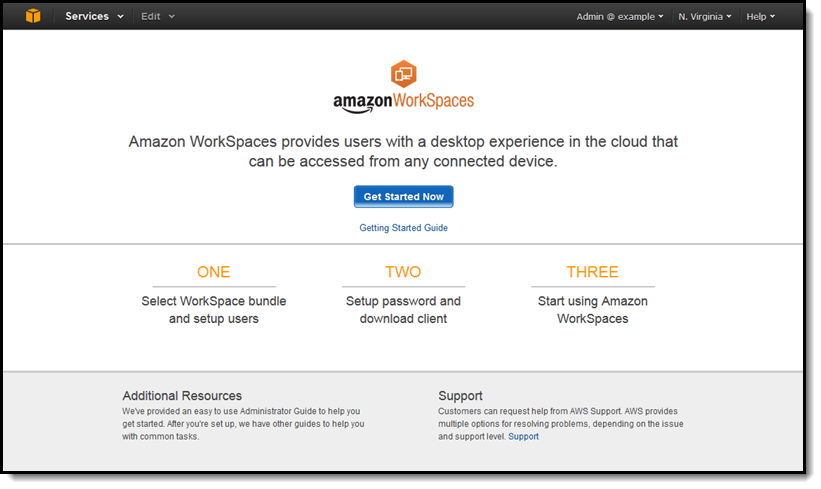 Services Edit Admin @ example N. Virginia Help
amazon WorkSpaces
Amazon WorkSpaces provides users with a desktop experience in the cloud that
can be accessed from any connected device.
Get Started Now
Getting Started Guide
ONE
Select WorkSpace bundle
and setup users
TWO
Setup password and
download client
THREE
Start using Amazon
WorkSpaces
Additional Resources
We've provided an easy to use Administrator Guide to help you
get started. After you're set up, we have other guides to help you
with common tasks.
Support
Customers can request help from AWS Support. AWS provides
multiple options for resolving problems, depending on the issue
and support level. Support